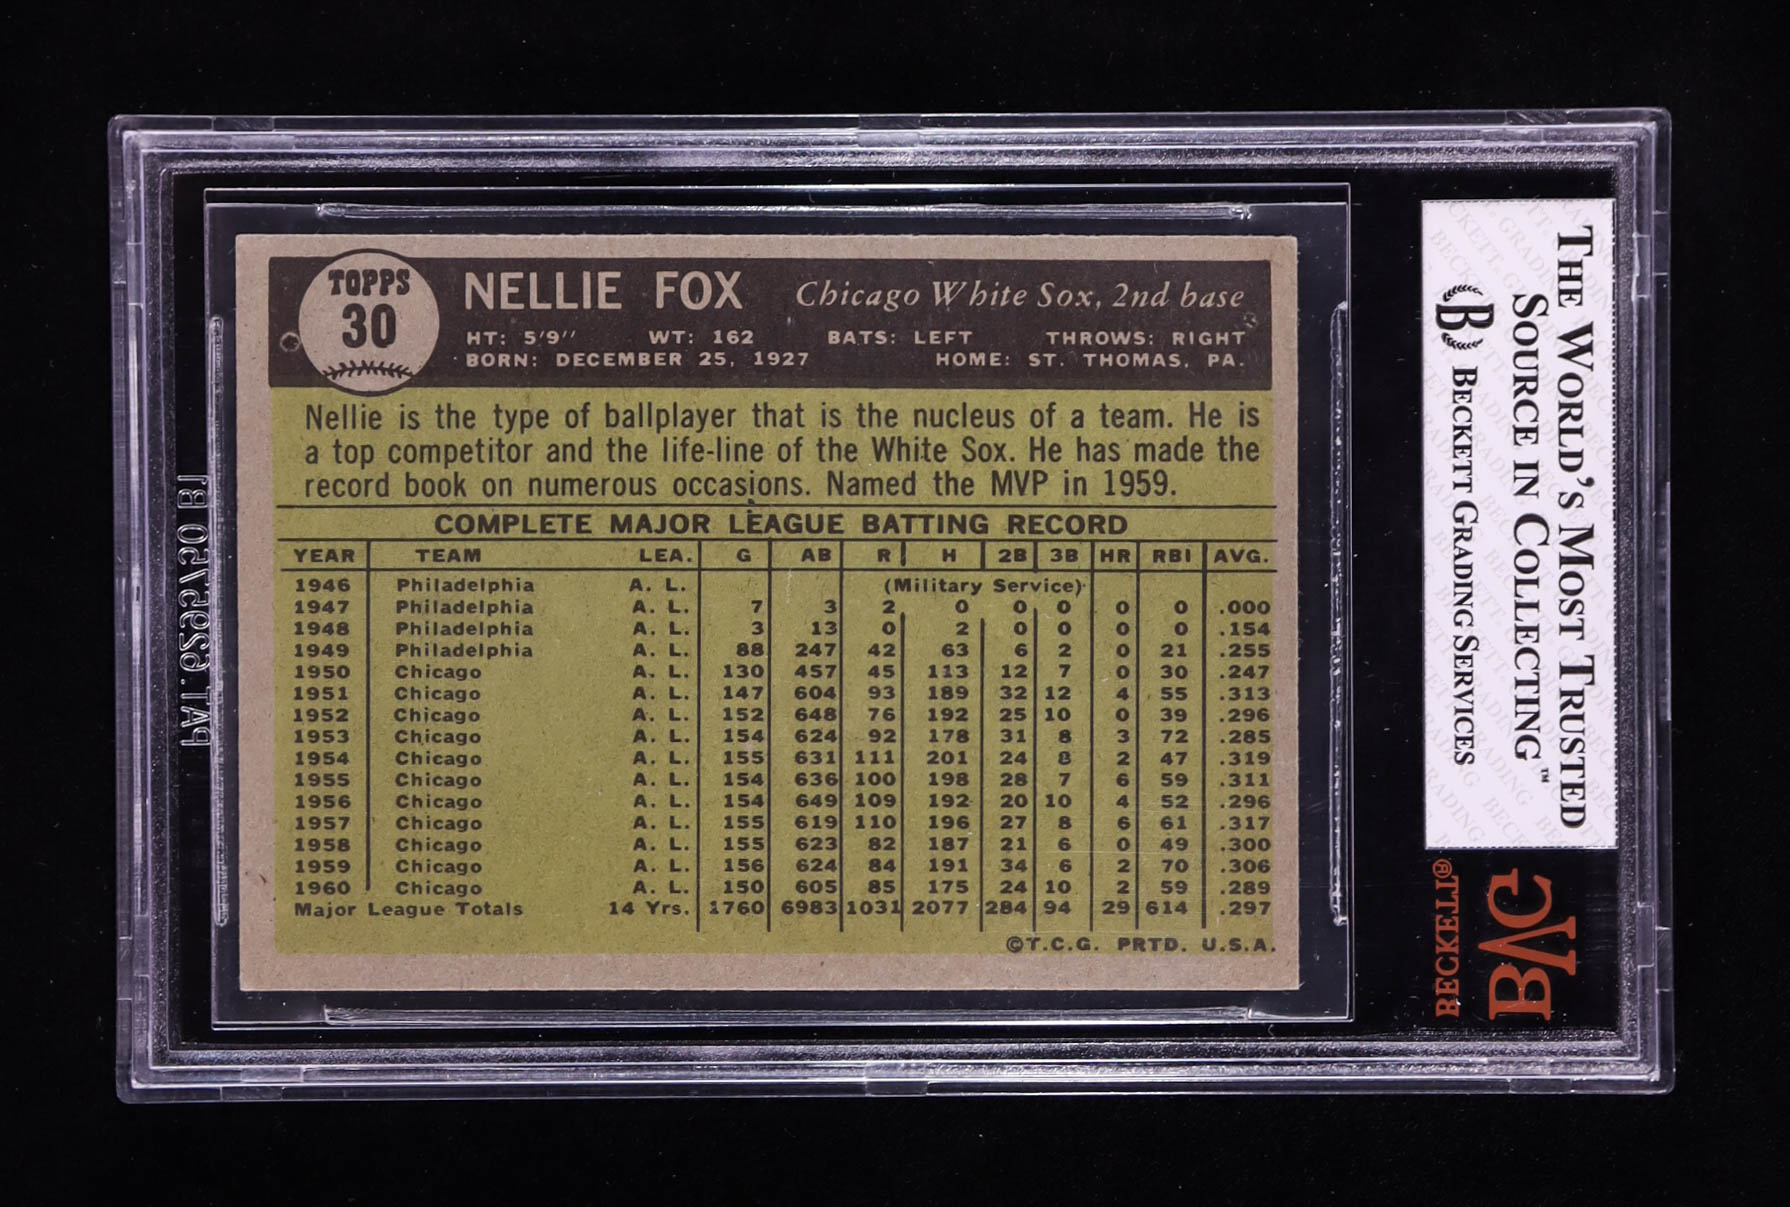 TOPPS
30
NELLIE FOX Chicago White Sox, 2nd base
HT: 5'9" WT: 162 BATS: LEFT THROWS: RIGHT
BORN: DECEMBER 25, 1927 HOME: ST. THOMAS, PA.
Nellie is the type of ballplayer that is the nucleus of a team. He is
a top competitor and the life-line of the White Sox. He has made the
record book on numerous occasions. Named the MVP in 1959.
COMPLETE MAJOR LEAGUE BATTING RECORD
YEAR TEAM LEA. G AB R H 2B 3B HR RBI AVG.
1946 Philadelphia A. L. (Military Service)
1947 Philadelphia A. L. 7 3 2 0 0 0 0 0 .000
1948 Philadelphia A. L. 3 13 0 2 0 0 0 0 .154
1949 Philadelphia A. L. 88 247 42 63 6 2 0 21 .255
1950 Chicago A. L. 130 457 45 113 12 7 0 30 .247
1951 Chicago A. L. 147 604 93 189 32 12 4 55 .313
1952 Chicago A. L. 152 648 76 192 25 10 0 39 .296
1953 Chicago A. L. 154 624 92 178 31 8 3 72 .285
1954 Chicago A. L. 155 631 111 201 24 8 2 47 .319
1955 Chicago A. L. 154 636 100 198 28 7 6 59 .311
1956 Chicago A. L. 154 649 109 192 20 10 4 52 .296
1957 Chicago A. L. 155 619 110 196 27 8 6 61 .317
1958 Chicago A. L. 155 623 82 187 21 6 0 49 .300
1959 Chicago A. L. 156 624 84 191 34 6 2 70 .306
1960 Chicago A. L. 150 605 85 175 24 10 2 59 .289
Major League Totals 14 Yrs. 1760 6983 1031 2077 284 94 29 614 .297
©T.C.G. PRTD. U.S.A.
THE WORLD'S MOST TRUSTED
SOURCE IN COLLECTING™
B BECKETT GRADING SERVICES
BVG
BECKETT®